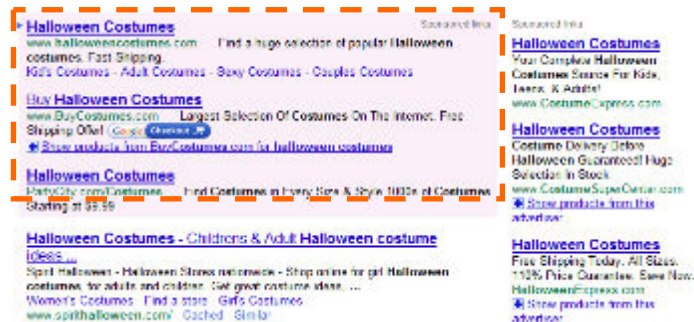 Halloween Costumes
Sponsored links
www.halloweencostumes.com Find a huge selection of popular Halloween
costumes. Fast Shipping.
Kid's Costumes - Adult Costumes - Sexy Costumes - Couples Costumes
Buy Halloween Costumes
www.BuyCostumes.com Largest Selection Of Costumes On The Internet. Free
Shipping Offer! Google Checkout
Show products from BuyCostumes.com for halloween costumes
Halloween Costumes
PartyCity.com/Costumes Find Costumes in Every Size & Style 1000s of Costumes
Starting at $9.99
Halloween Costumes - Childrens & Adult Halloween costume
ideas ...
Spirit Halloween - Halloween Stores nationwide - Shop online for girl Halloween
costumes, for adults and children. Get great costume ideas, ...
Women's Costumes - Find a store - Girl's Costumes
www.spirithalloween.com/ Cached Similar
Sponsored links
Halloween Costumes
Your Complete Halloween
Costumes Source For Kids,
Teens, & Adults!
www.CostumeExpress.com
Halloween Costumes
Costume Delivery Before
Halloween Guaranteed! Huge
Selection In Stock
www.CostumeSuperCenter.com
Show products from this
advertiser
Halloween Costumes
Free Shipping Today. All Sizes.
110% Price Guarantee. Save Now.
HalloweenExpress.com
Show products from this
advertiser